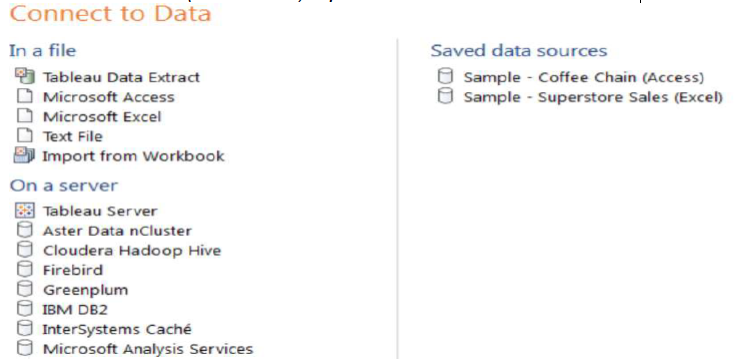 Connect to Data
In a file
Tableau Data Extract
Microsoft Access
Microsoft Excel
Text File
Import from Workbook
On a server
Tableau Server
Aster Data nCluster
Cloudera Hadoop Hive
Firebird
Greenplum
IBM DB2
InterSystems Caché
Microsoft Analysis Services
Saved data sources
Sample - Coffee Chain (Access)
Sample - Superstore Sales (Excel)